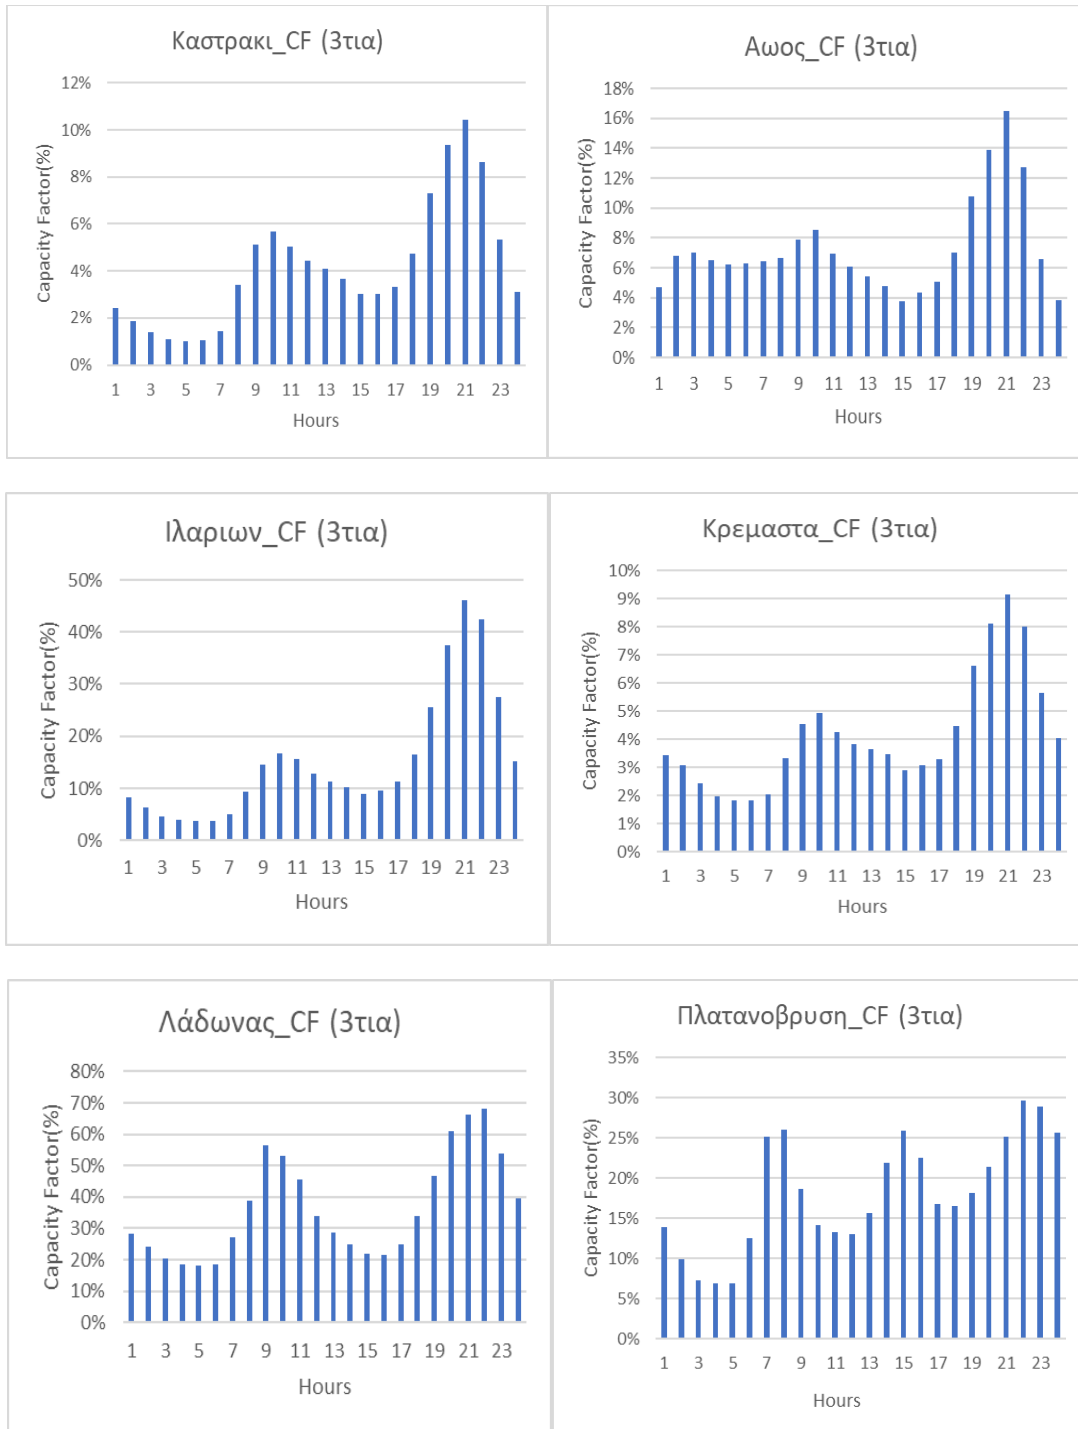 Καστρακι_CF (3τια)
12%
10%
8%
6%
4%
2%
0%
Capacity Factor(%)
1 3 5 7 9 11 13 15 17 19 21 23
Hours
Αωος_CF (3τια)
18%
16%
14%
12%
10%
8%
6%
4%
2%
0%
Capacity Factor(%)
1 3 5 7 9 11 13 15 17 19 21 23
Hours
Ιλαριων_CF (3τια)
50%
40%
30%
20%
10%
0%
Capacity Factor(%)
1 3 5 7 9 11 13 15 17 19 21 23
Hours
Κρεμαστα_CF (3τια)
10%
9%
8%
7%
6%
5%
4%
3%
2%
1%
0%
Capacity Factor(%)
1 3 5 7 9 11 13 15 17 19 21 23
Hours
Λάδωνας_CF (3τια)
80%
70%
60%
50%
40%
30%
20%
10%
0%
Capacity Factor(%)
1 3 5 7 9 11 13 15 17 19 21 23
Hours
Πλατανοβρυση_CF (3τια)
35%
30%
25%
20%
15%
10%
5%
0%
Capacity Factor(%)
1 3 5 7 9 11 13 15 17 19 21 23
Hours